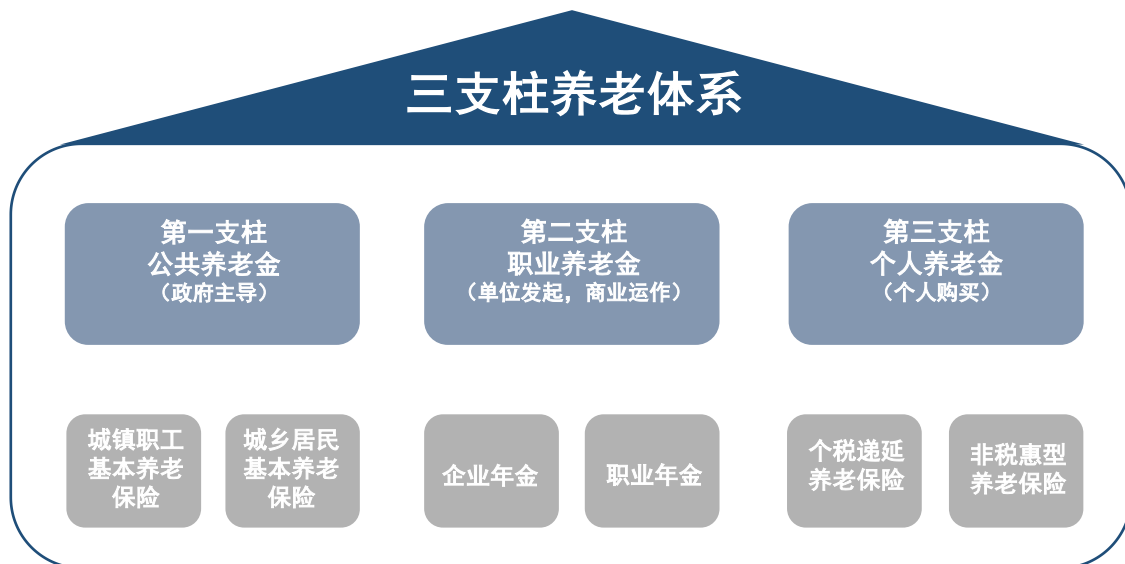 三支柱养老体系
第一支柱
公共养老金
（政府主导）
第二支柱
职业养老金
（单位发起，商业运作）
第三支柱
个人养老金
（个人购买）
城镇职工
基本养老
保险
城乡居民
基本养老
保险
企业年金
职业年金
个税递延
养老保险
非税惠型
养老保险